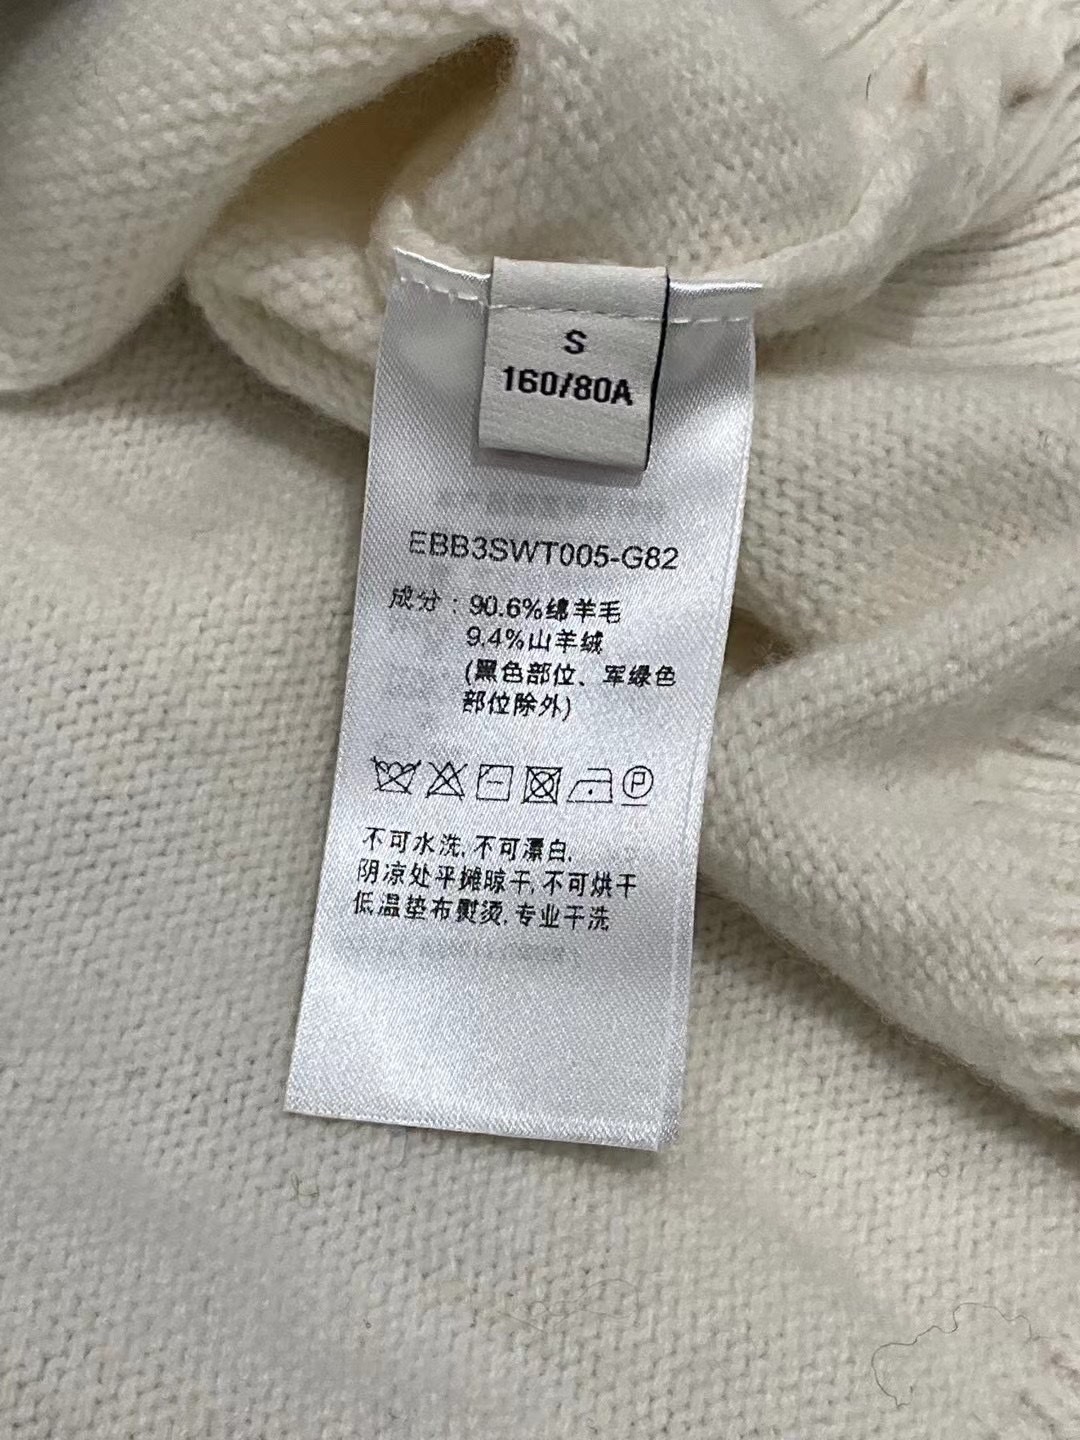 S
160/80A
EBB3SWT005-G82
成分：90.6%绵羊毛
9.4%山羊绒
(黑色部位、军绿色
部位除外)
P
不可水洗,不可漂白,
阴凉处平摊晾干,不可烘干
低温垫布熨烫,专业干洗